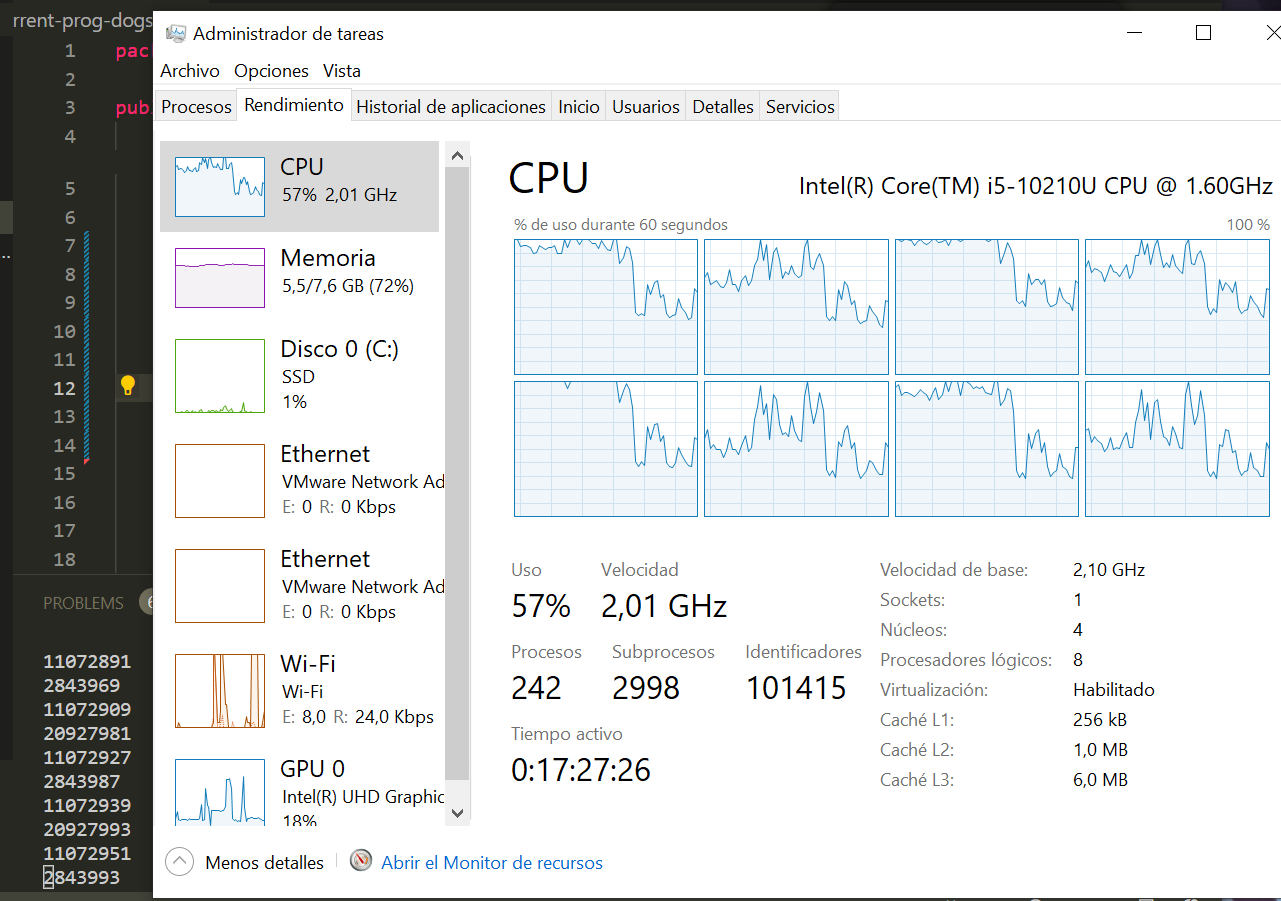 rrent-prog-dogs
1 pac
2
3 pub
4
5
6
7
8
9
10
11
12
13
14
15
16
17
18
PROBLEMS
11072891
2843969
11072909
20927981
11072927
2843987
11072939
20927993
11072951
2843993
Administrador de tareas
Archivo Opciones Vista
Procesos Rendimiento Historial de aplicaciones Inicio Usuarios Detalles Servicios
CPU
57% 2,01 GHz
Memoria
5,5/7,6 GB (72%)
Disco 0 (C:)
SSD
1%
Ethernet
VMware Network Ad
E: 0 R: 0 Kbps
Ethernet
VMware Network Ad
E: 0 R: 0 Kbps
Wi-Fi
Wi-Fi
E: 8,0 R: 24,0 Kbps
GPU 0
Intel(R) UHD Graphic
18%
CPU Intel(R) Core(TM) i5-10210U CPU @ 1.60GHz
% de uso durante 60 segundos 100 %
Uso Velocidad
57% 2,01 GHz
Procesos Subprocesos Identificadores
242 2998 101415
Tiempo activo
0:17:27:26
Velocidad de base: 2,10 GHz
Sockets: 1
Núcleos: 4
Procesadores lógicos: 8
Virtualización: Habilitado
Caché L1: 256 kB
Caché L2: 1,0 MB
Caché L3: 6,0 MB
Menos detalles Abrir el Monitor de recursos